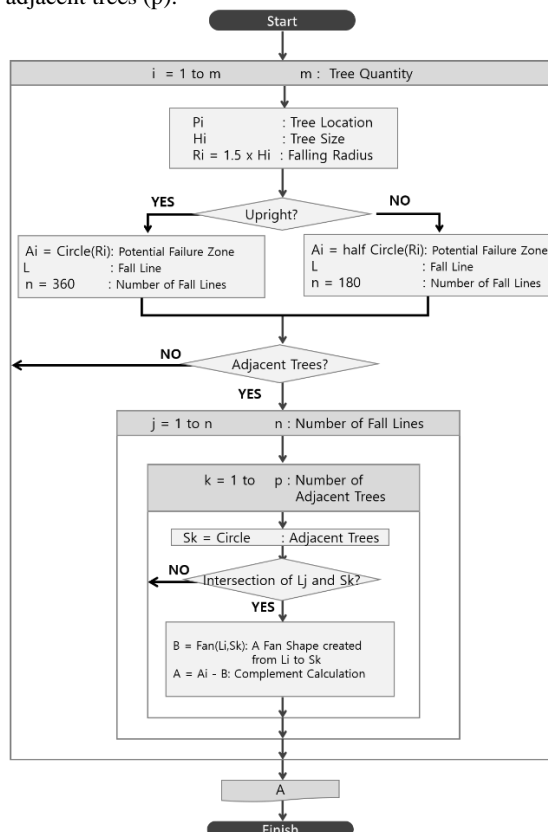 adjacent trees (p).
Start
i = 1 to m m : Tree Quantity
Pi : Tree Location
Hi : Tree Size
Ri = 1.5 x Hi : Falling Radius
YES
NO
Upright?
Ai = Circle(Ri): Potential Failure Zone
L : Fall Line
n = 360 : Number of Fall Lines
Ai = half Circle(Ri): Potential Failure Zone
L : Fall Line
n = 180 : Number of Fall Lines
NO
Adjacent Trees?
YES
j = 1 to n n : Number of Fall Lines
k = 1 to p : Number of
Adjacent Trees
Sk = Circle : Adjacent Trees
NO
Intersection of Lj and Sk?
YES
B = Fan(Li,Sk): A Fan Shape created
from Li to Sk
A = Ai - B: Complement Calculation
A
Finish